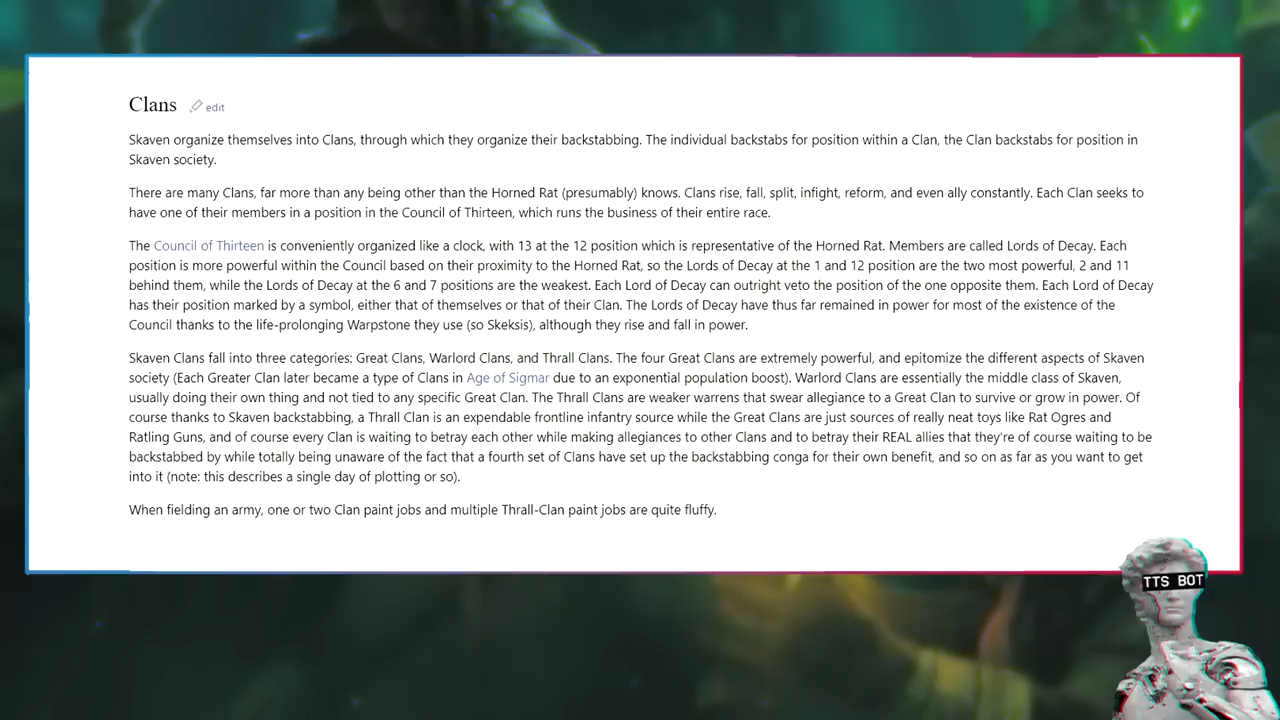 Clans edit
Skaven organize themselves into Clans, through which they organize their backstabbing. The individual backstabs for position within a Clan, the Clan backstabs for position in
Skaven society.
There are many Clans, far more than any being other than the Horned Rat (presumably) knows. Clans rise, fall, split, infight, reform, and even ally constantly. Each Clan seeks to
have one of their members in a position in the Council of Thirteen, which runs the business of their entire race.
The Council of Thirteen is conveniently organized like a clock, with 13 at the 12 position which is representative of the Horned Rat. Members are called Lords of Decay. Each
position is more powerful within the Council based on their proximity to the Horned Rat, so the Lords of Decay at the 1 and 12 position are the two most powerful, 2 and 11
behind them, while the Lords of Decay at the 6 and 7 positions are the weakest. Each Lord of Decay can outright veto the position of the one opposite them. Each Lord of Decay
has their position marked by a symbol, either that of themselves or that of their Clan. The Lords of Decay have thus far remained in power for most of the existence of the
Council thanks to the life-prolonging Warpstone they use (so Skeksis), although they rise and fall in power.
Skaven Clans fall into three categories: Great Clans, Warlord Clans, and Thrall Clans. The four Great Clans are extremely powerful, and epitomize the different aspects of Skaven
society (Each Greater Clan later became a type of Clans in Age of Sigmar due to an exponential population boost). Warlord Clans are essentially the middle class of Skaven,
usually doing their own thing and not tied to any specific Great Clan. The Thrall Clans are weaker warrens that swear allegiance to a Great Clan to survive or grow in power. Of
course thanks to Skaven backstabbing, a Thrall Clan is an expendable frontline infantry source while the Great Clans are just sources of really neat toys like Rat Ogres and
Ratling Guns, and of course every Clan is waiting to betray each other while making allegiances to other Clans and to betray their REAL allies that they're of course waiting to be
backstabbed by while totally being unaware of the fact that a fourth set of Clans have set up the backstabbing conga for their own benefit, and so on as far as you want to get
into it (note: this describes a single day of plotting or so).
When fielding an army, one or two Clan paint jobs and multiple Thrall-Clan paint jobs are quite fluffy.
TTS BOT